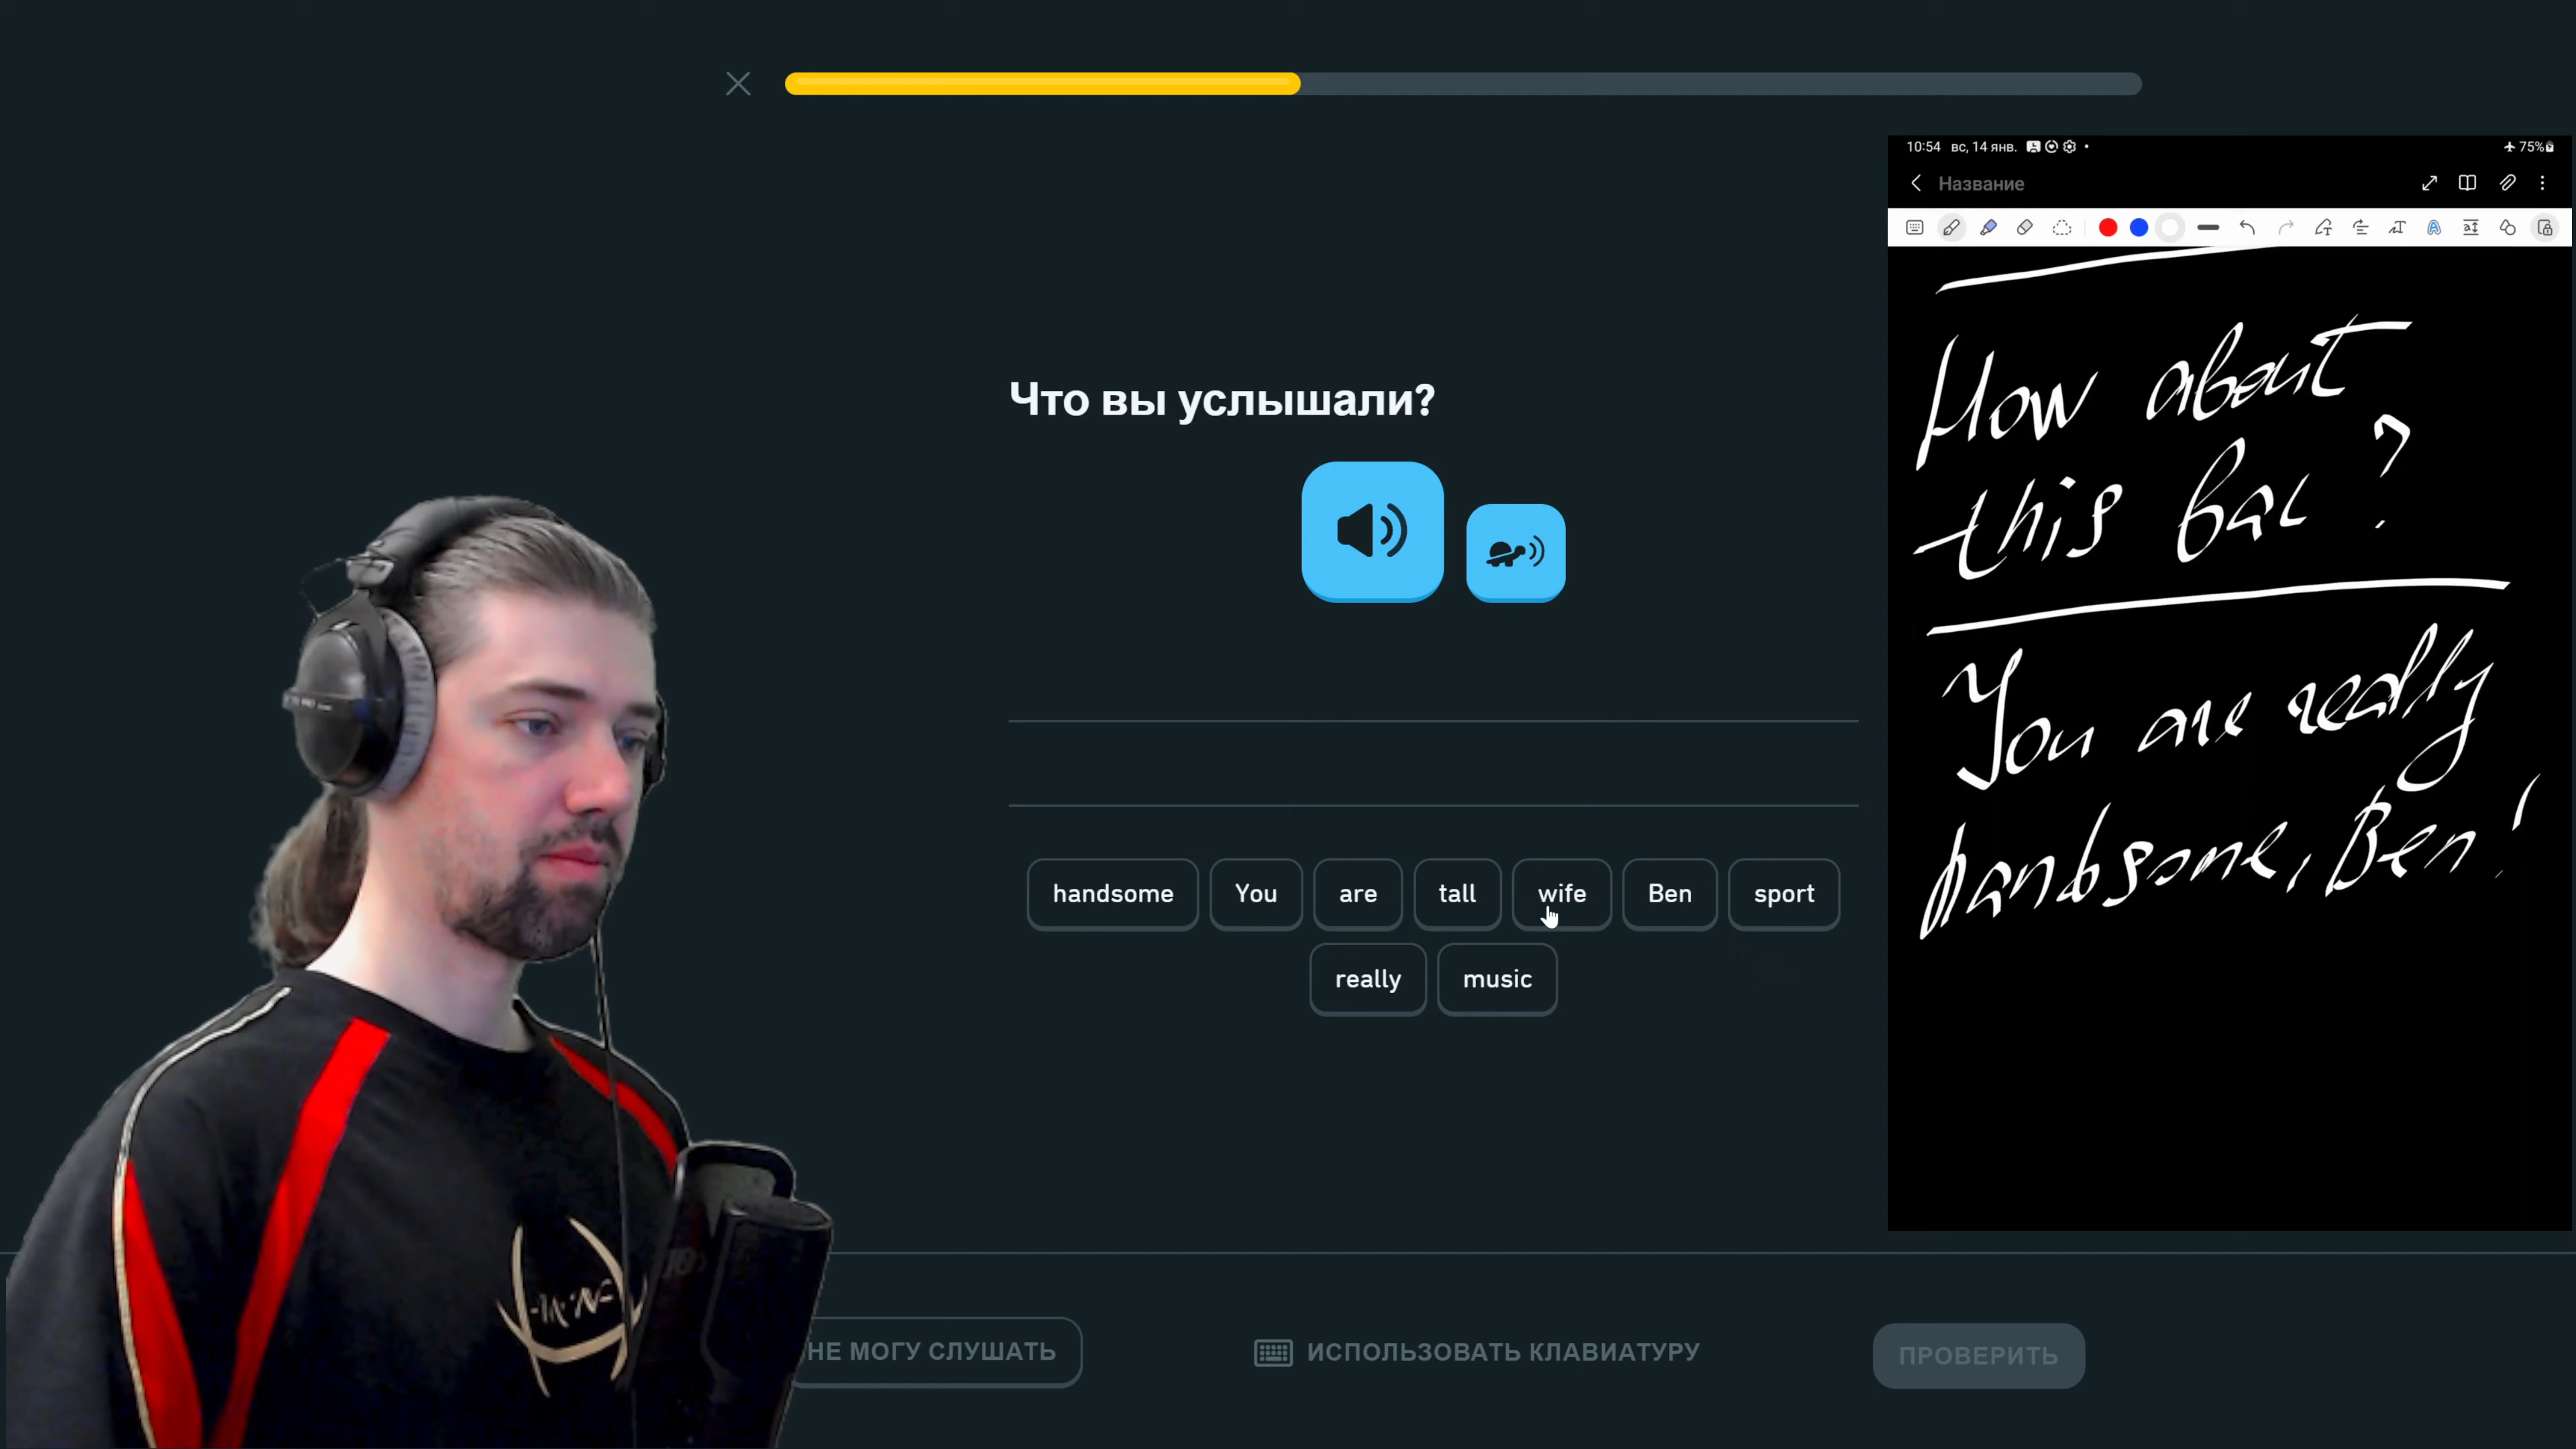 10:54 вс, 14 янв. 75%
Название
How about
this bac?
You are really
handsome, Ben!
Что вы услышали?
handsome You are tall wife Ben sport
really music
НЕ МОГУ СЛУШАТЬ
ИСПОЛЬЗОВАТЬ КЛАВИАТУРУ
ПРОВЕРИТЬ